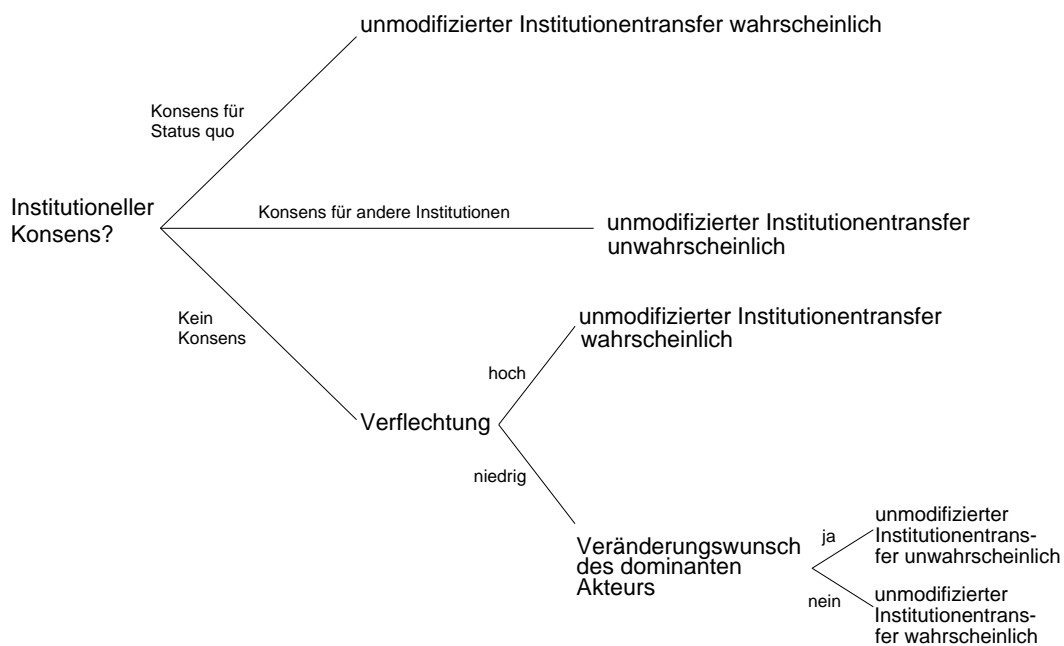 unmodifizierter Institutionentransfer wahrscheinlich
Konsens für
Status quo
Institutioneller
Konsens?
Konsens für andere Institutionen
unmodifizierter Institutionentransfer
unwahrscheinlich
Kein
Konsens
unmodifizierter Institutionentransfer
wahrscheinlich
hoch
Verflechtung
niedrig
Veränderungswunsch
des dominanten
Akteurs
ja
unmodifizierter
Institutionentrans-
fer unwahrscheinlich
nein
unmodifizierter
Institutionentrans-
fer wahrscheinlich